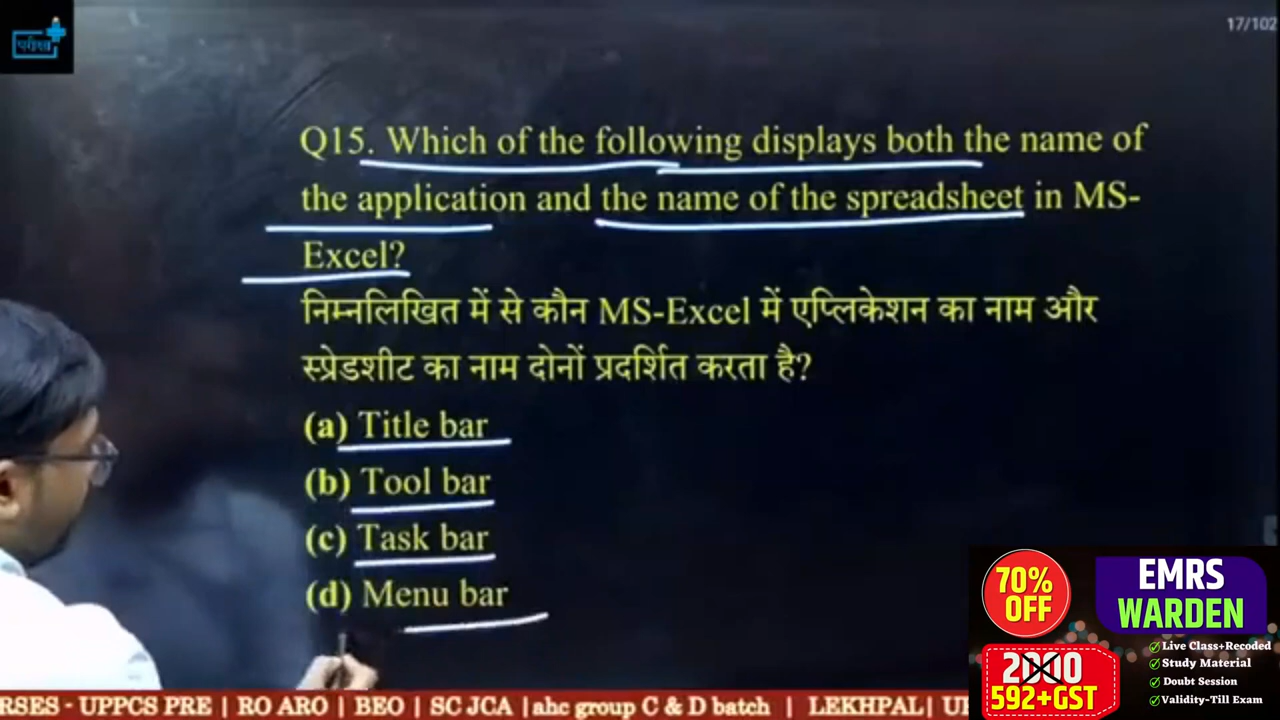 परीक्षा
17/102
Q15. Which of the following displays both the name of
the application and the name of the spreadsheet in MS-
Excel?
निम्नलिखित में से कौन MS-Excel में एप्लिकेशन का नाम और
स्प्रेडशीट का नाम दोनों प्रदर्शित करता है?
(a) Title bar
(b) Tool bar
(c) Task bar
(d) Menu bar
70%
OFF
EMRS
WARDEN
2000
592+GST
Live Class+Recoded
Study Material
Doubt Session
Validity-Till Exam
RSES - UPPCS PRE | RO ARO | BEO | SC JCA |ahc group C & D batch | LEKHPAL| UP